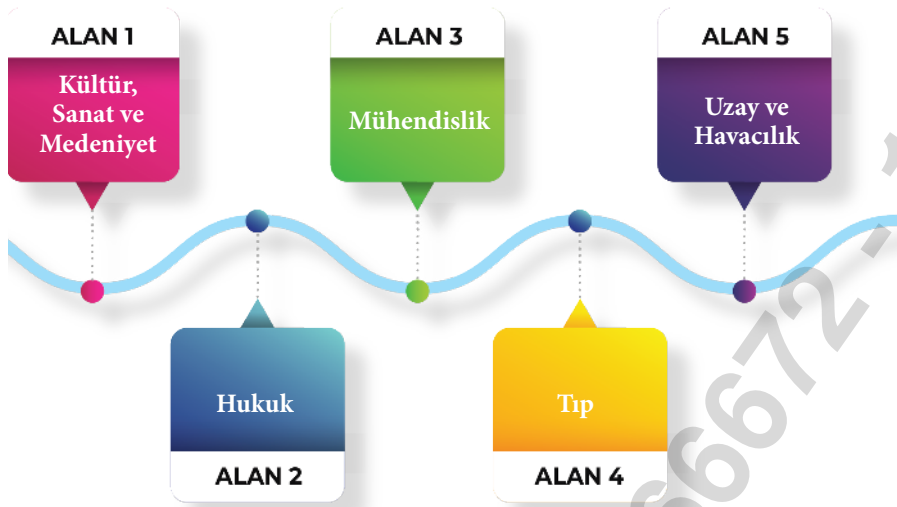 ALAN 1
Kültür,
Sanat ve
Medeniyet
ALAN 2
Hukuk
ALAN 3
Mühendislik
ALAN 4
Tıp
ALAN 5
Uzay ve
Havacılık
66672 -